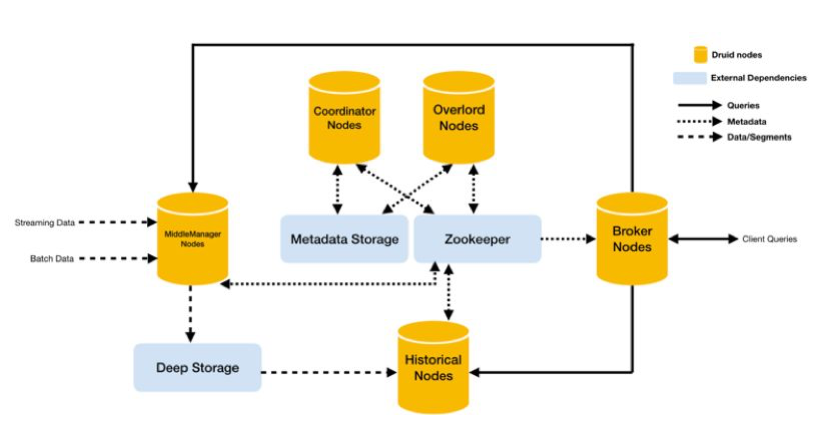 Druid nodes
External Dependencies
Queries
Metadata
Data/Segments
Coordinator
Nodes
Overlord
Nodes
Streaming Data
Batch Data
MiddleManager
Nodes
Metadata Storage
Zookeeper
Broker
Nodes
Client Queries
Deep Storage
Historical
Nodes